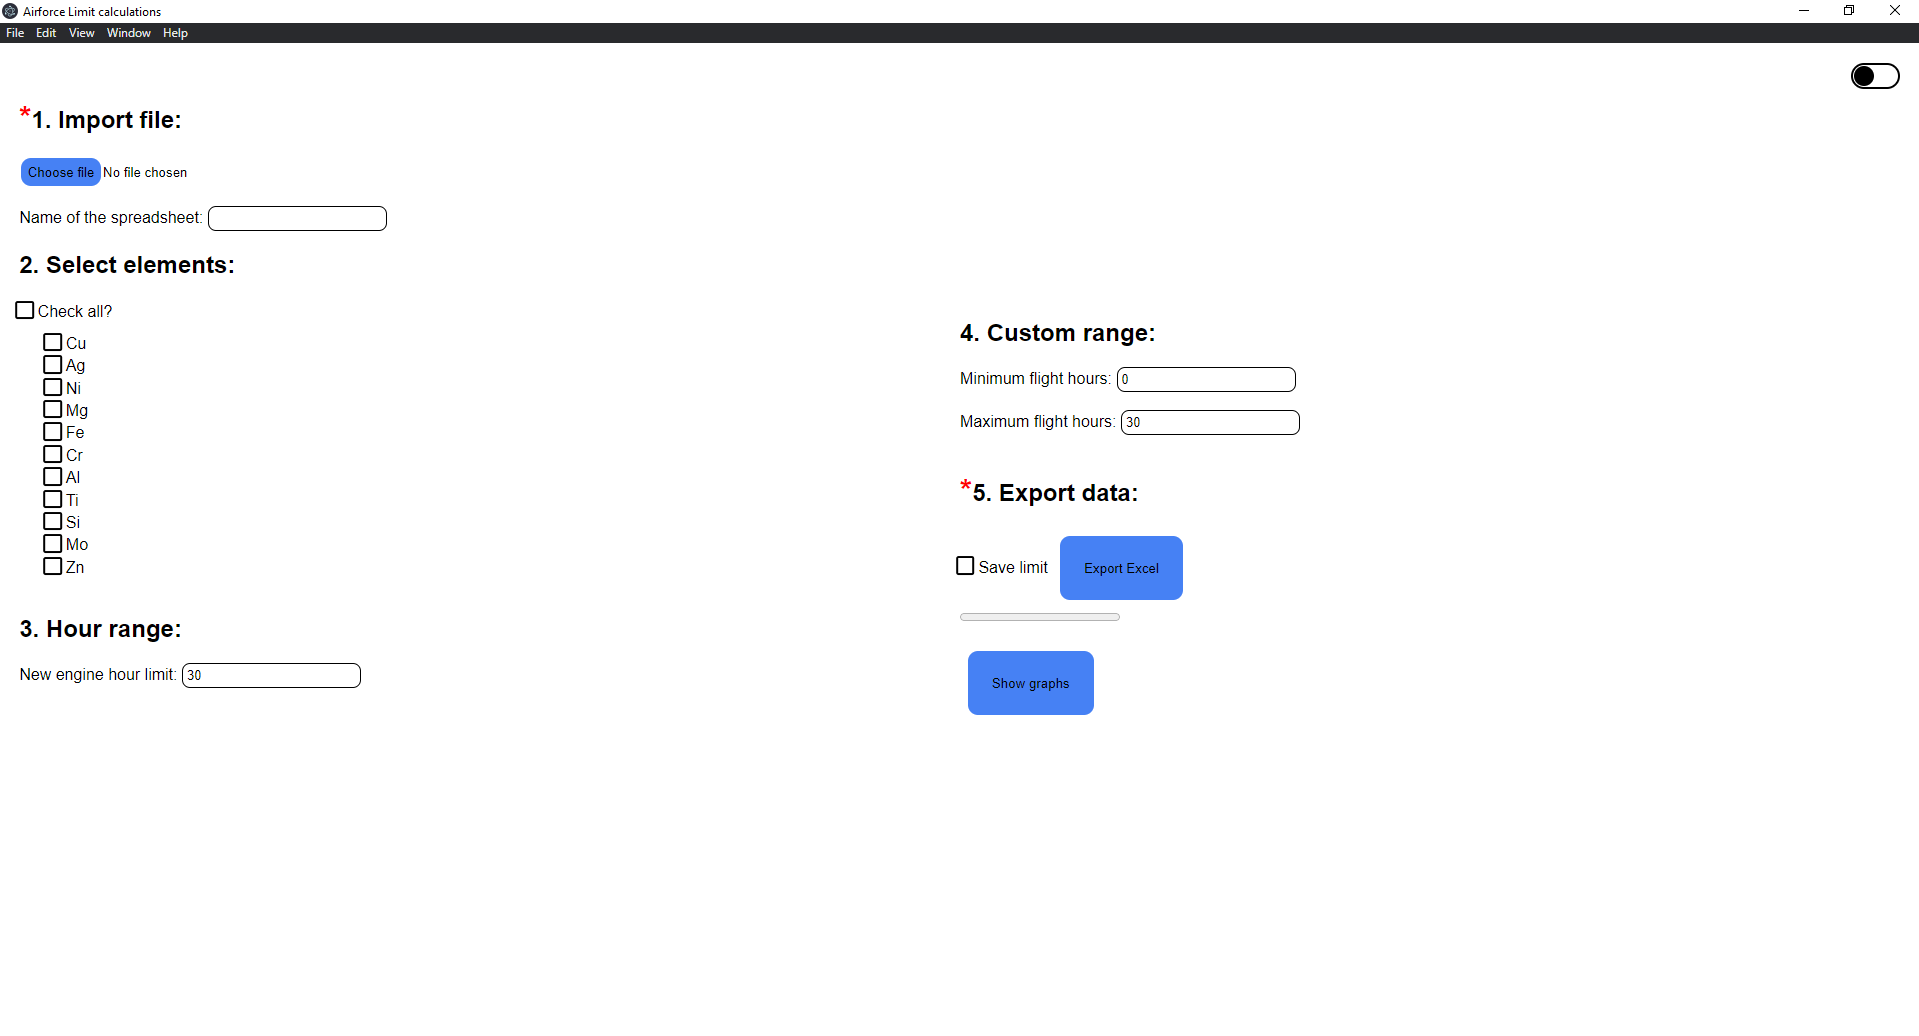 Airforce Limit calculations
File Edit View Window Help
*1. Import file:
Choose file No file chosen
Name of the spreadsheet:
2. Select elements:
Check all?
Cu
Ag
Ni
Mg
Fe
Cr
Al
Ti
Si
Mo
Zn
3. Hour range:
New engine hour limit: 30
4. Custom range:
Minimum flight hours: 0
Maximum flight hours: 30
*5. Export data:
Save limit Export Excel
Show graphs